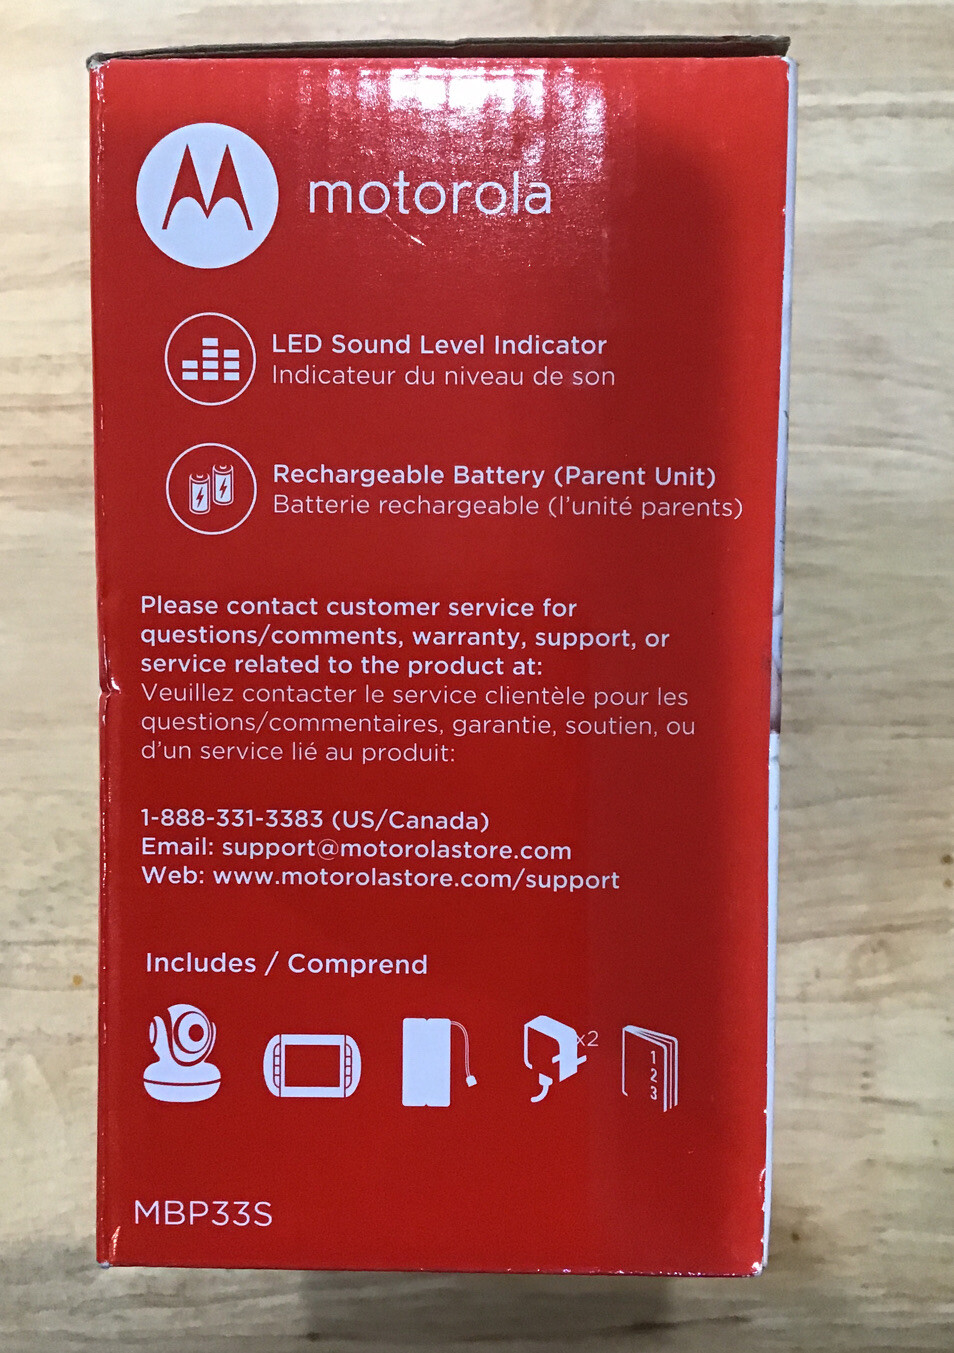 motorola
LED Sound Level Indicator
Indicateur du niveau de son
Rechargeable Battery (Parent Unit)
Batterie rechargeable (l'unité parents)
Please contact customer service for
questions/comments, warranty, support, or
service related to the product at:
Veuillez contacter le service clientèle pour les
questions/commentaires, garantie, soutien, ou
d'un service lié au produit:
1-888-331-3383 (US/Canada)
Email: support@motorolastore.com
Web: www.motorolastore.com/support
Includes / Comprend
x2
1
2
3
MBP33S